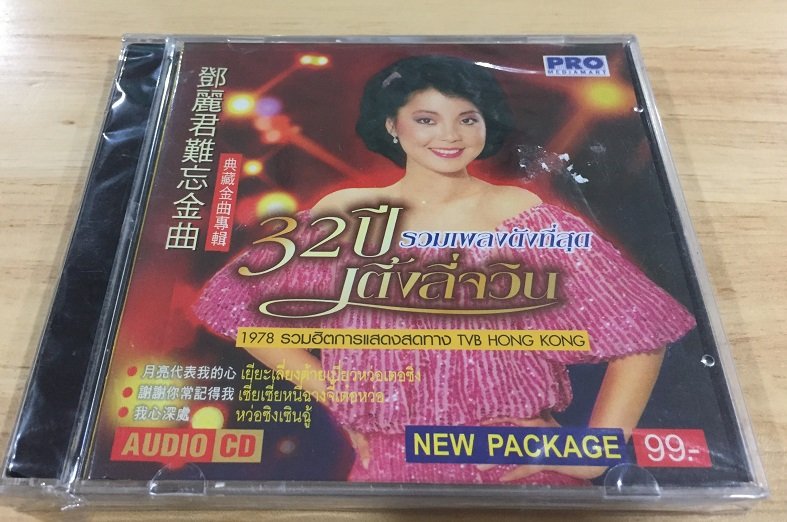 PRO
MEDIAMART
鄧麗君難忘金曲
典藏金曲專輯
32 ปี รวมเพลงดังที่สุด
เติ้งลี่จวิน
1978 รวมฮิตการแสดงสดทาง TVB HONG KONG
• 月亮代表我的心 เยี่ยะเลี่ยงต้ายเปี่ยวหว่อเตอซิง
• 謝謝你常記得我 เซี่ยเซี่ยหนี่ฉางจี้เตอหว่อ
• 我心深處 หว่อซิงเซินฉู้
AUDIO CD
NEW PACKAGE 99.-